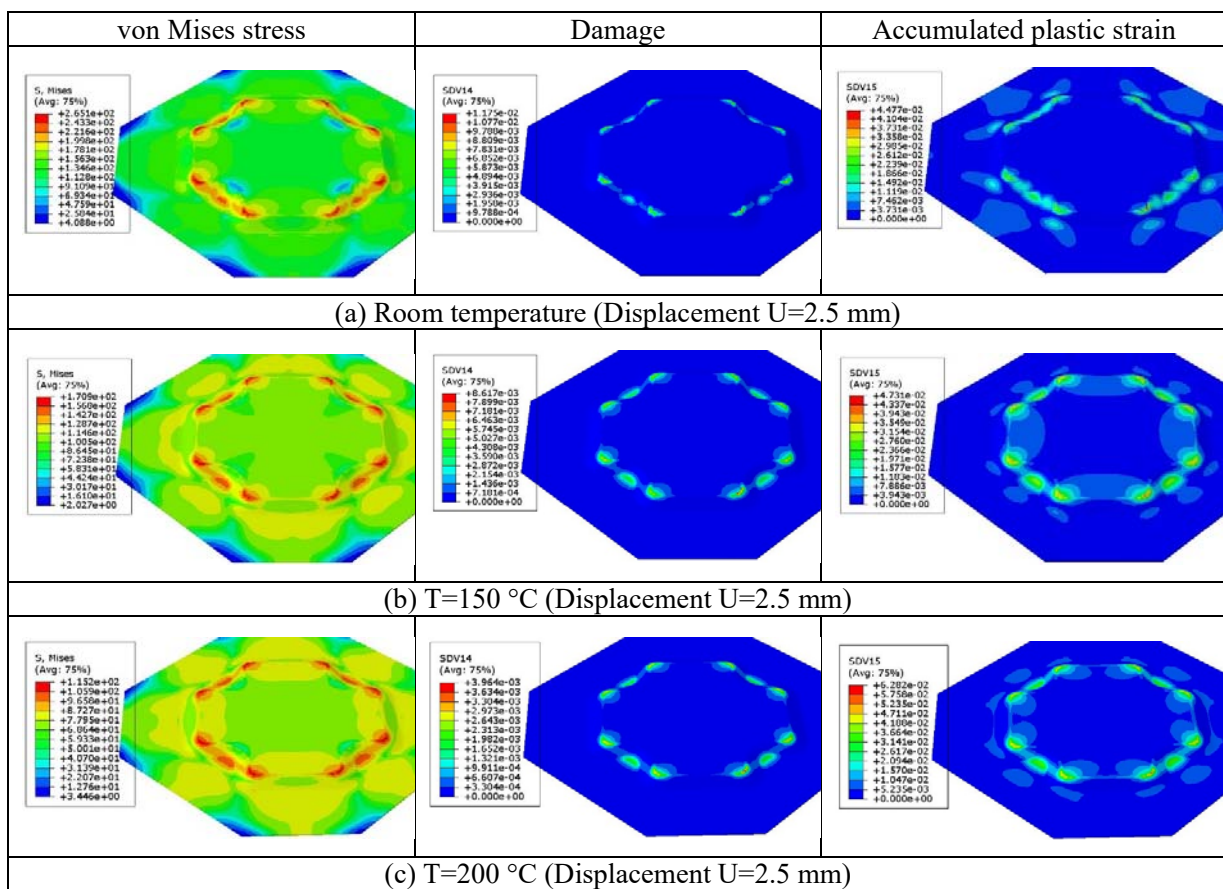 von Mises stress
Damage
Accumulated plastic strain
S, Mises
(Avg: 75%)
+2.651e+02
+2.433e+02
+2.216e+02
+1.998e+02
+1.781e+02
+1.563e+02
+1.346e+02
+1.128e+02
+9.109e+01
+6.934e+01
+4.759e+01
+2.584e+01
+4.088e+00
SDV14
(Avg: 75%)
+1.175e-02
+1.077e-02
+9.788e-03
+8.809e-03
+7.831e-03
+6.852e-03
+5.873e-03
+4.894e-03
+3.915e-03
+2.936e-03
+1.958e-03
+9.788e-04
+0.000e+00
SDV15
(Avg: 75%)
+4.477e-02
+4.104e-02
+3.731e-02
+3.358e-02
+2.985e-02
+2.612e-02
+2.239e-02
+1.866e-02
+1.492e-02
+1.119e-02
+7.462e-03
+3.731e-03
+0.000e+00
(a) Room temperature (Displacement U=2.5 mm)
S, Mises
(Avg: 75%)
+1.709e+02
+1.568e+02
+1.427e+02
+1.287e+02
+1.146e+02
+1.005e+02
+8.645e+01
+7.238e+01
+5.831e+01
+4.424e+01
+3.017e+01
+1.610e+01
+2.027e+00
SDV14
(Avg: 75%)
+8.617e-03
+7.899e-03
+7.181e-03
+6.463e-03
+5.745e-03
+5.027e-03
+4.308e-03
+3.590e-03
+2.872e-03
+2.154e-03
+1.436e-03
+7.181e-04
+0.000e+00
SDV15
(Avg: 75%)
+4.731e-02
+4.337e-02
+3.943e-02
+3.549e-02
+3.154e-02
+2.760e-02
+2.366e-02
+1.971e-02
+1.577e-02
+1.183e-02
+7.886e-03
+3.943e-03
+0.000e+00
(b) T=150 °C (Displacement U=2.5 mm)
S, Mises
(Avg: 75%)
+1.152e+02
+1.059e+02
+9.658e+01
+8.727e+01
+7.795e+01
+6.864e+01
+5.933e+01
+5.001e+01
+4.070e+01
+3.139e+01
+2.207e+01
+1.276e+01
+3.446e+00
SDV14
(Avg: 75%)
+3.964e-03
+3.634e-03
+3.304e-03
+2.973e-03
+2.643e-03
+2.313e-03
+1.982e-03
+1.652e-03
+1.321e-03
+9.911e-04
+6.607e-04
+3.304e-04
+0.000e+00
SDV15
(Avg: 75%)
+6.282e-02
+5.758e-02
+5.235e-02
+4.711e-02
+4.188e-02
+3.664e-02
+3.141e-02
+2.617e-02
+2.094e-02
+1.570e-02
+1.047e-02
+5.235e-03
+0.000e+00
(c) T=200 °C (Displacement U=2.5 mm)